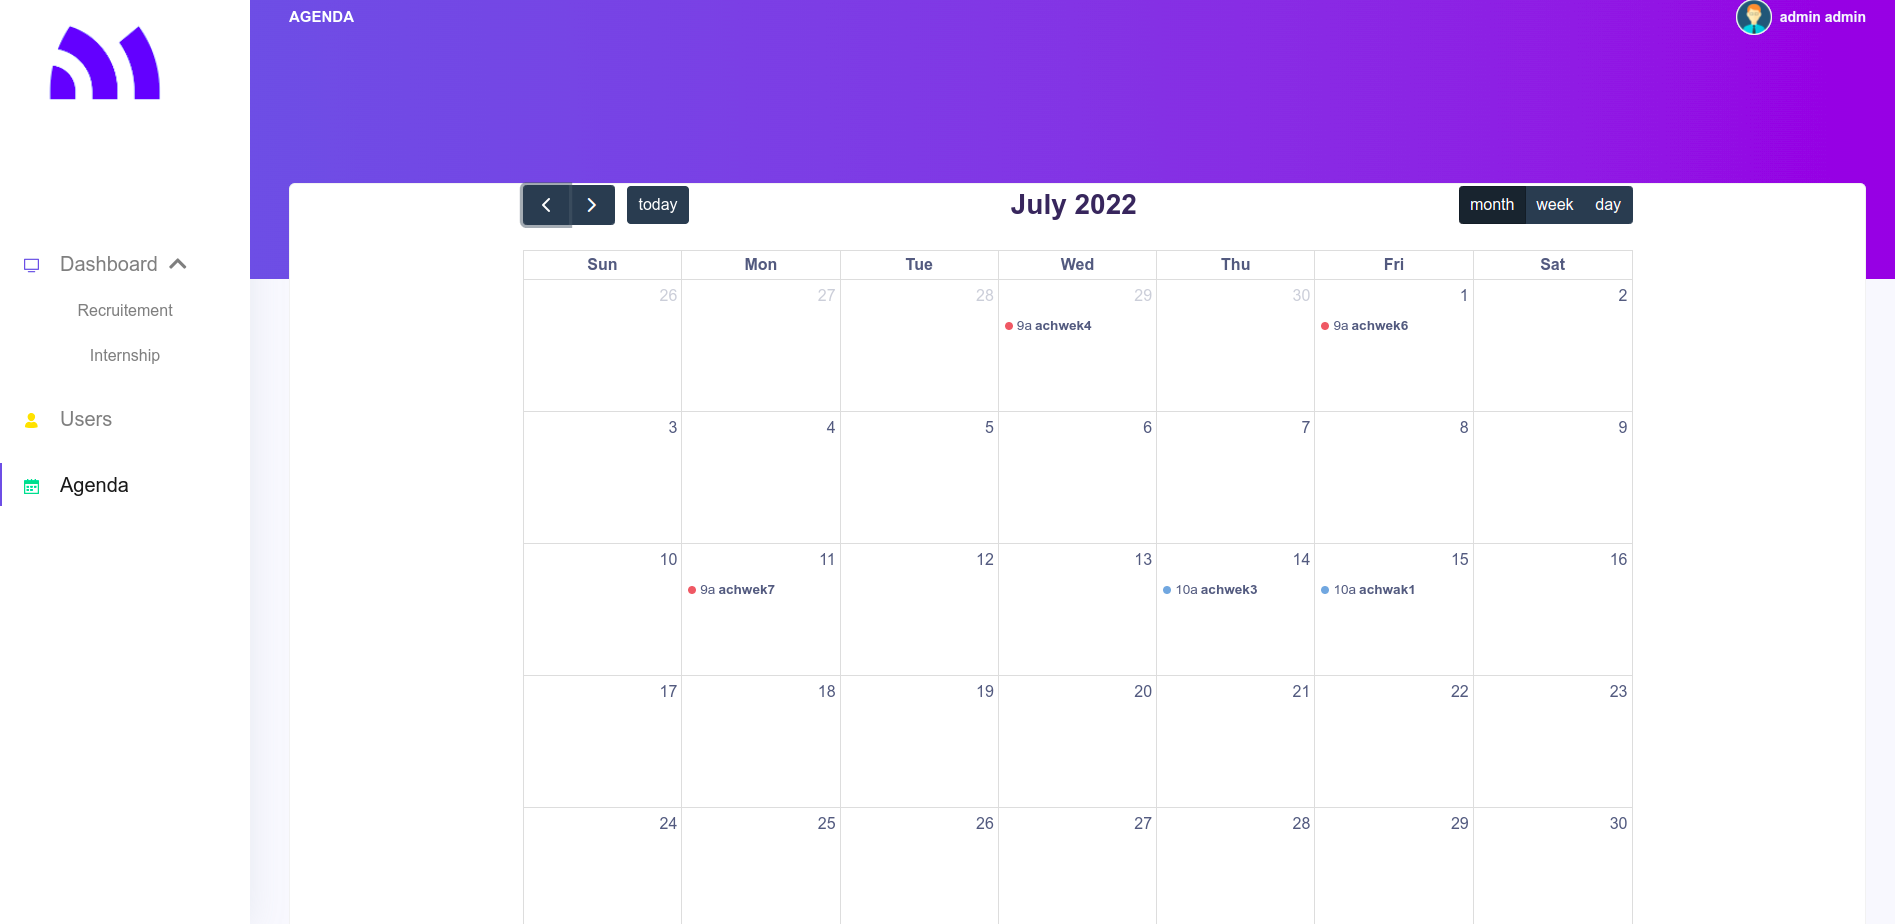 AGENDA
admin admin
Dashboard
Recruitement
Internship
Users
Agenda
today
July 2022
month week day
Sun Mon Tue Wed Thu Fri Sat
26 27 28 29 30 1 2
9a achwek4 9a achwek6
3 4 5 6 7 8 9
10 11 12 13 14 15 16
9a achwek7 10a achwek3 10a achwak1
17 18 19 20 21 22 23
24 25 26 27 28 29 30